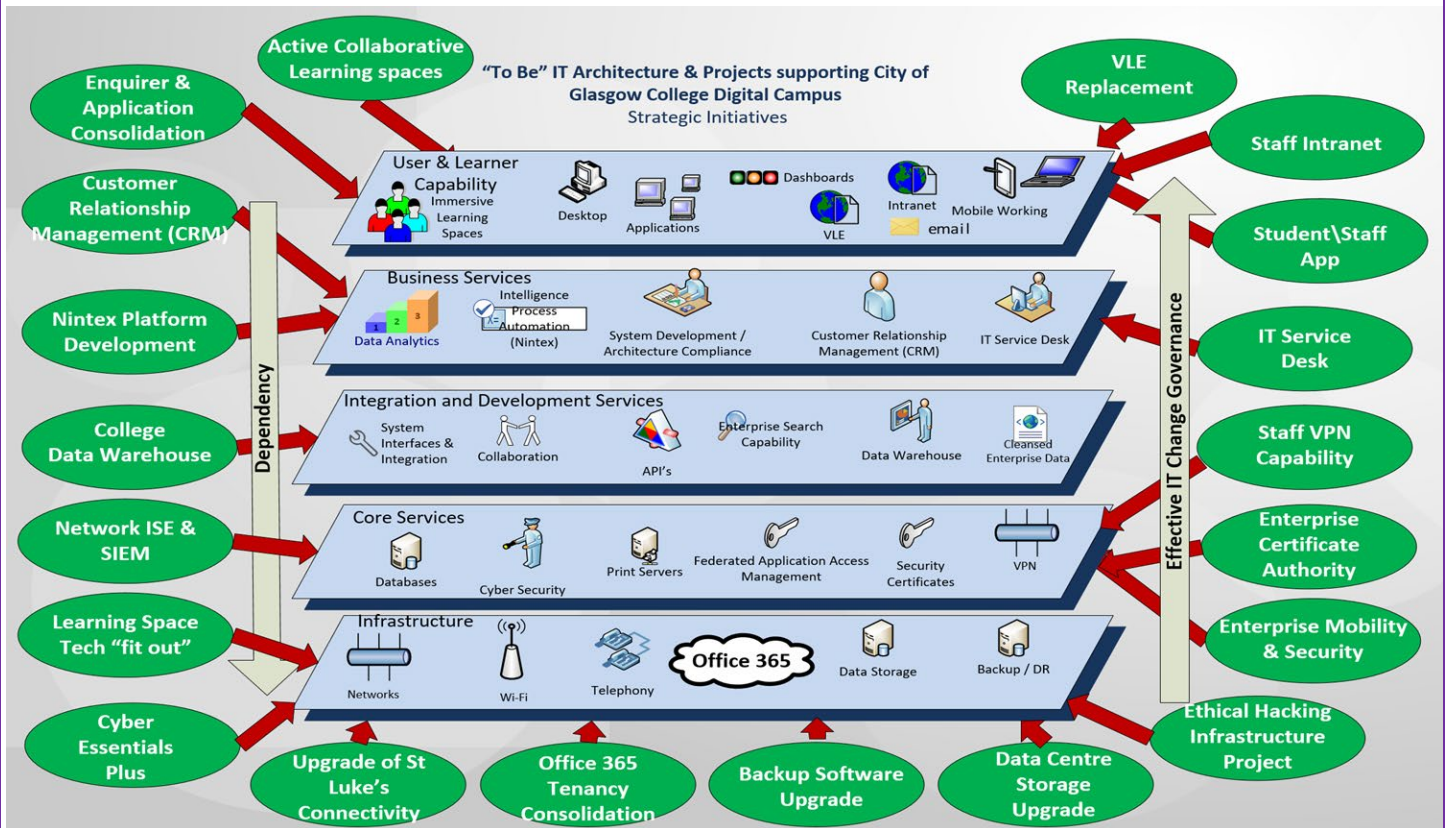 “To Be” IT Architecture & Projects supporting City of
Glasgow College Digital Campus
Strategic Initiatives
Active Collaborative
Learning spaces
Enquirer &
Application
Consolidation
Customer
Relationship
Management (CRM)
Nintex Platform
Development
College
Data Warehouse
Network ISE &
SIEM
Learning Space
Tech “fit out”
Cyber
Essentials
Plus
Dependency
User & Learner
Capability
Immersive
Learning
Spaces
Desktop
Applications
Dashboards
VLE
Intranet
email
Mobile Working
Business Services
1
2
3
Data Analytics
Intelligence
Process
Automation
(Nintex)
X=
System Development /
Architecture Compliance
Customer Relationship
Management (CRM)
IT Service Desk
Integration and Development Services
System
Interfaces &
Integration
Collaboration
API's
Enterprise Search
Capability
Data Warehouse
Cleansed
Enterprise Data
Core Services
Databases
Cyber Security
Print Servers
Federated Application Access
Management
Security
Certificates
VPN
Infrastructure
Networks
Wi-Fi
Telephony
Office 365
Data Storage
Backup / DR
Effective IT Change Governance
VLE
Replacement
Staff Intranet
Student\Staff
App
IT Service
Desk
Staff VPN
Capability
Enterprise
Certificate
Authority
Enterprise Mobility
& Security
Ethical Hacking
Infrastructure
Project
Upgrade of St
Luke's
Connectivity
Office 365
Tenancy
Consolidation
Backup Software
Upgrade
Data Centre
Storage
Upgrade